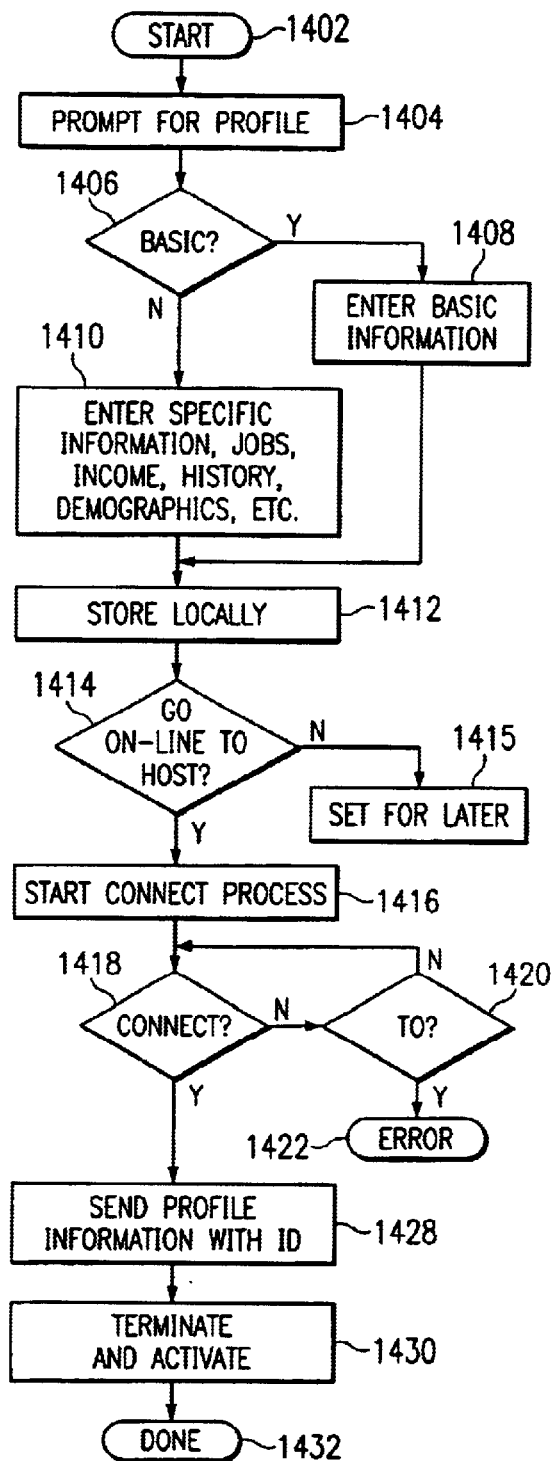 START
1402
PROMPT FOR PROFILE
1404
1406
BASIC?
Y
N
1408
ENTER BASIC
INFORMATION
1410
ENTER SPECIFIC
INFORMATION, JOBS,
INCOME, HISTORY,
DEMOGRAPHICS, ETC.
STORE LOCALLY
1412
1414
GO
ON-LINE TO
HOST?
N
Y
1415
SET FOR LATER
START CONNECT PROCESS
1416
1418
CONNECT?
N
Y
N
1420
TO?
Y
1422
ERROR
SEND PROFILE
INFORMATION WITH ID
1428
TERMINATE
AND ACTIVATE
1430
DONE
1432